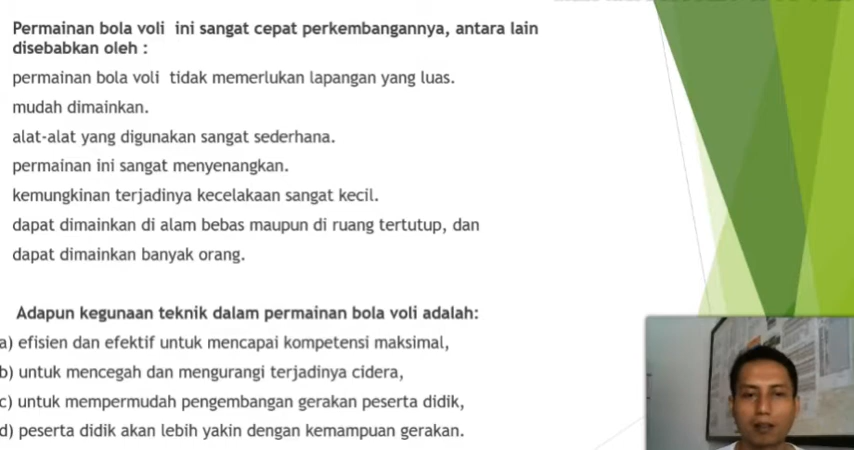 Permainan bola voli ini sangat cepat perkembangannya, antara lain
disebabkan oleh :
permainan bola voli tidak memerlukan lapangan yang luas.
mudah dimainkan.
alat-alat yang digunakan sangat sederhana.
permainan ini sangat menyenangkan.
kemungkinan terjadinya kecelakaan sangat kecil.
dapat dimainkan di alam bebas maupun di ruang tertutup, dan
dapat dimainkan banyak orang.
Adapun kegunaan teknik dalam permainan bola voli adalah:
a) efisien dan efektif untuk mencapai kompetensi maksimal,
b) untuk mencegah dan mengurangi terjadinya cidera,
c) untuk mempermudah pengembangan gerakan peserta didik,
d) peserta didik akan lebih yakin dengan kemampuan gerakan.